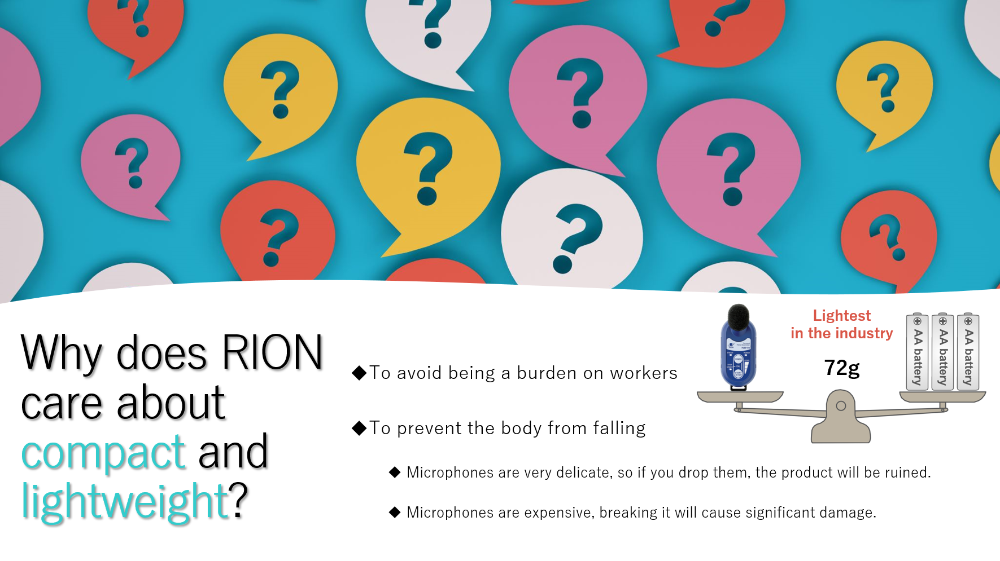 Why does RION
care about
compact and
lightweight?
◆To avoid being a burden on workers
◆To prevent the body from falling
◆ Microphones are very delicate, so if you drop them, the product will be ruined.
◆ Microphones are expensive, breaking it will cause significant damage.
Lightest
in the industry
72g
AA battery
AA battery
AA battery